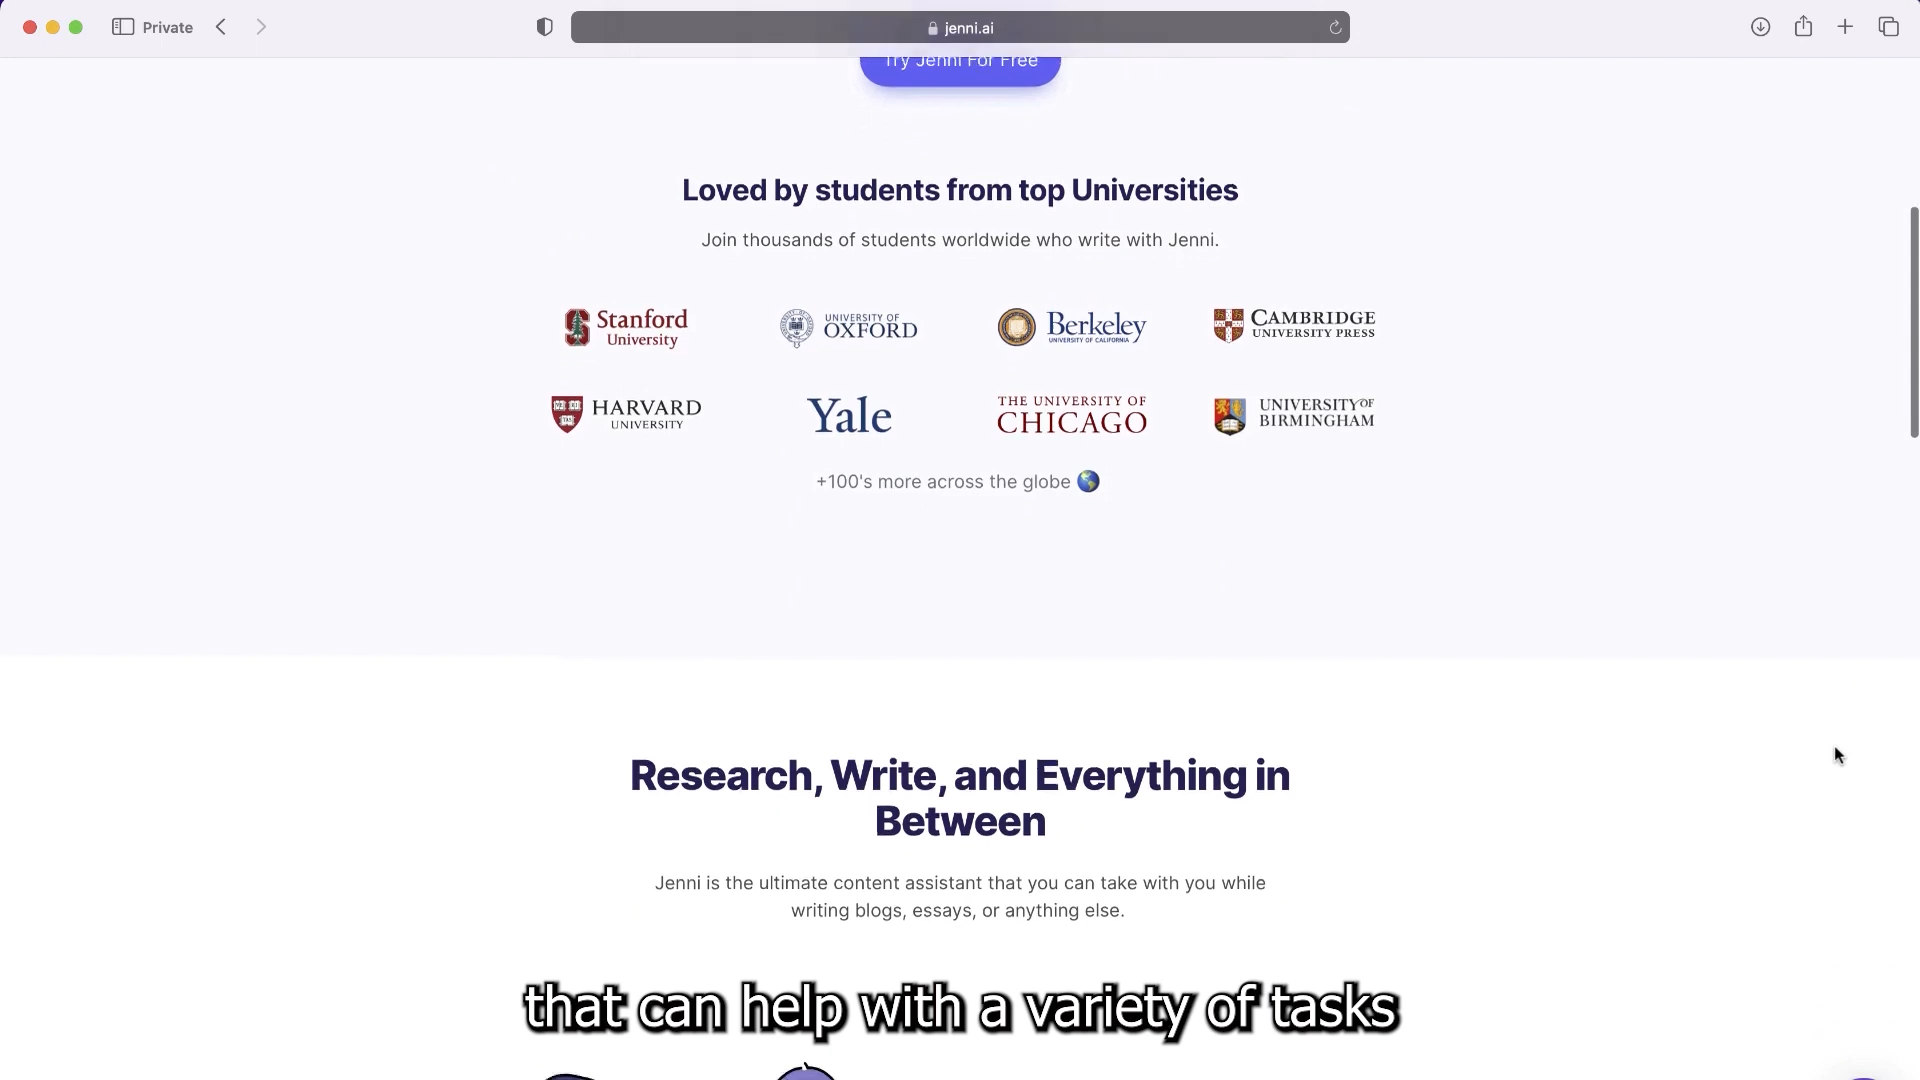 Private
jenni.ai
Try Jenni For Free
Loved by students from top Universities
Join thousands of students worldwide who write with Jenni.
Stanford
University
UNIVERSITY OF
OXFORD
Berkeley
UNIVERSITY OF CALIFORNIA
CAMBRIDGE
UNIVERSITY PRESS
HARVARD
UNIVERSITY
Yale
THE UNIVERSITY OF
CHICAGO
UNIVERSITY OF
BIRMINGHAM
+100's more across the globe
Research, Write, and Everything in
Between
Jenni is the ultimate content assistant that you can take with you while
writing blogs, essays, or anything else.
that can help with a variety of tasks